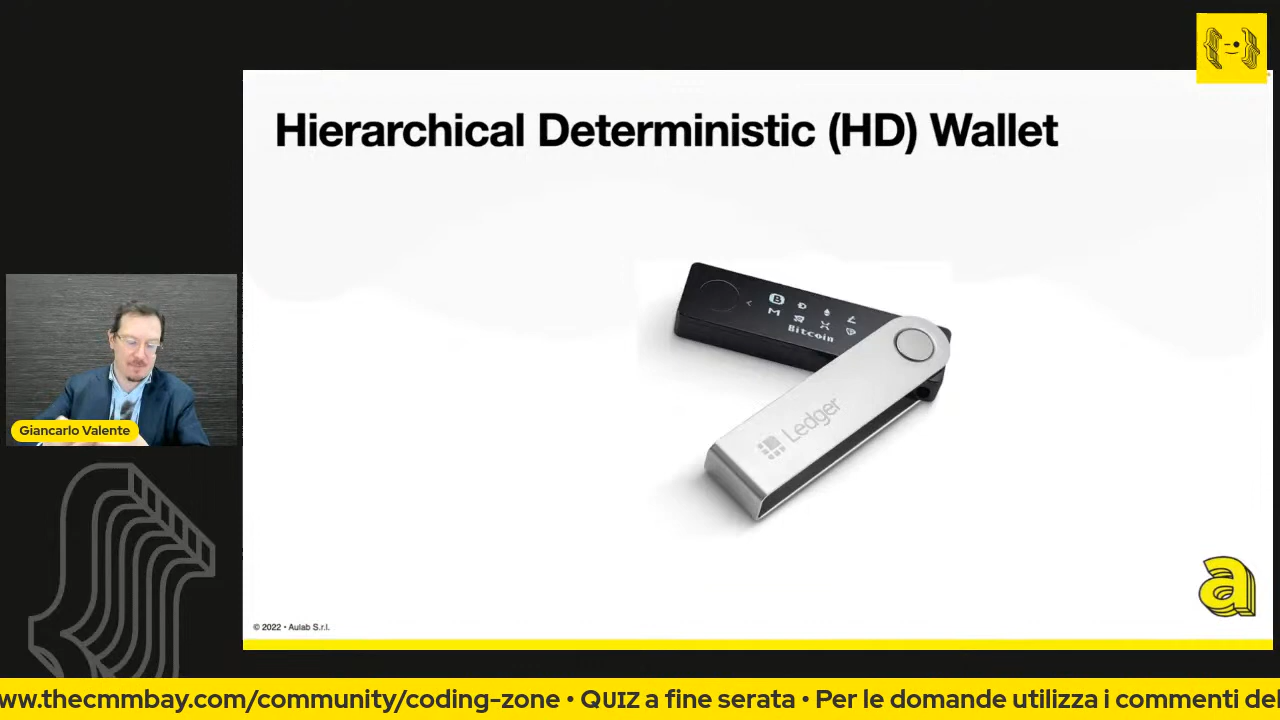 Hierarchical Deterministic (HD) Wallet
Bitcoin
Ledger
Giancarlo Valente
a
© 2022 • Aulab S.r.l.
ww.thecmmbay.com/community/coding-zone • QUIZ a fine serata • Per le domande utilizza i commenti del